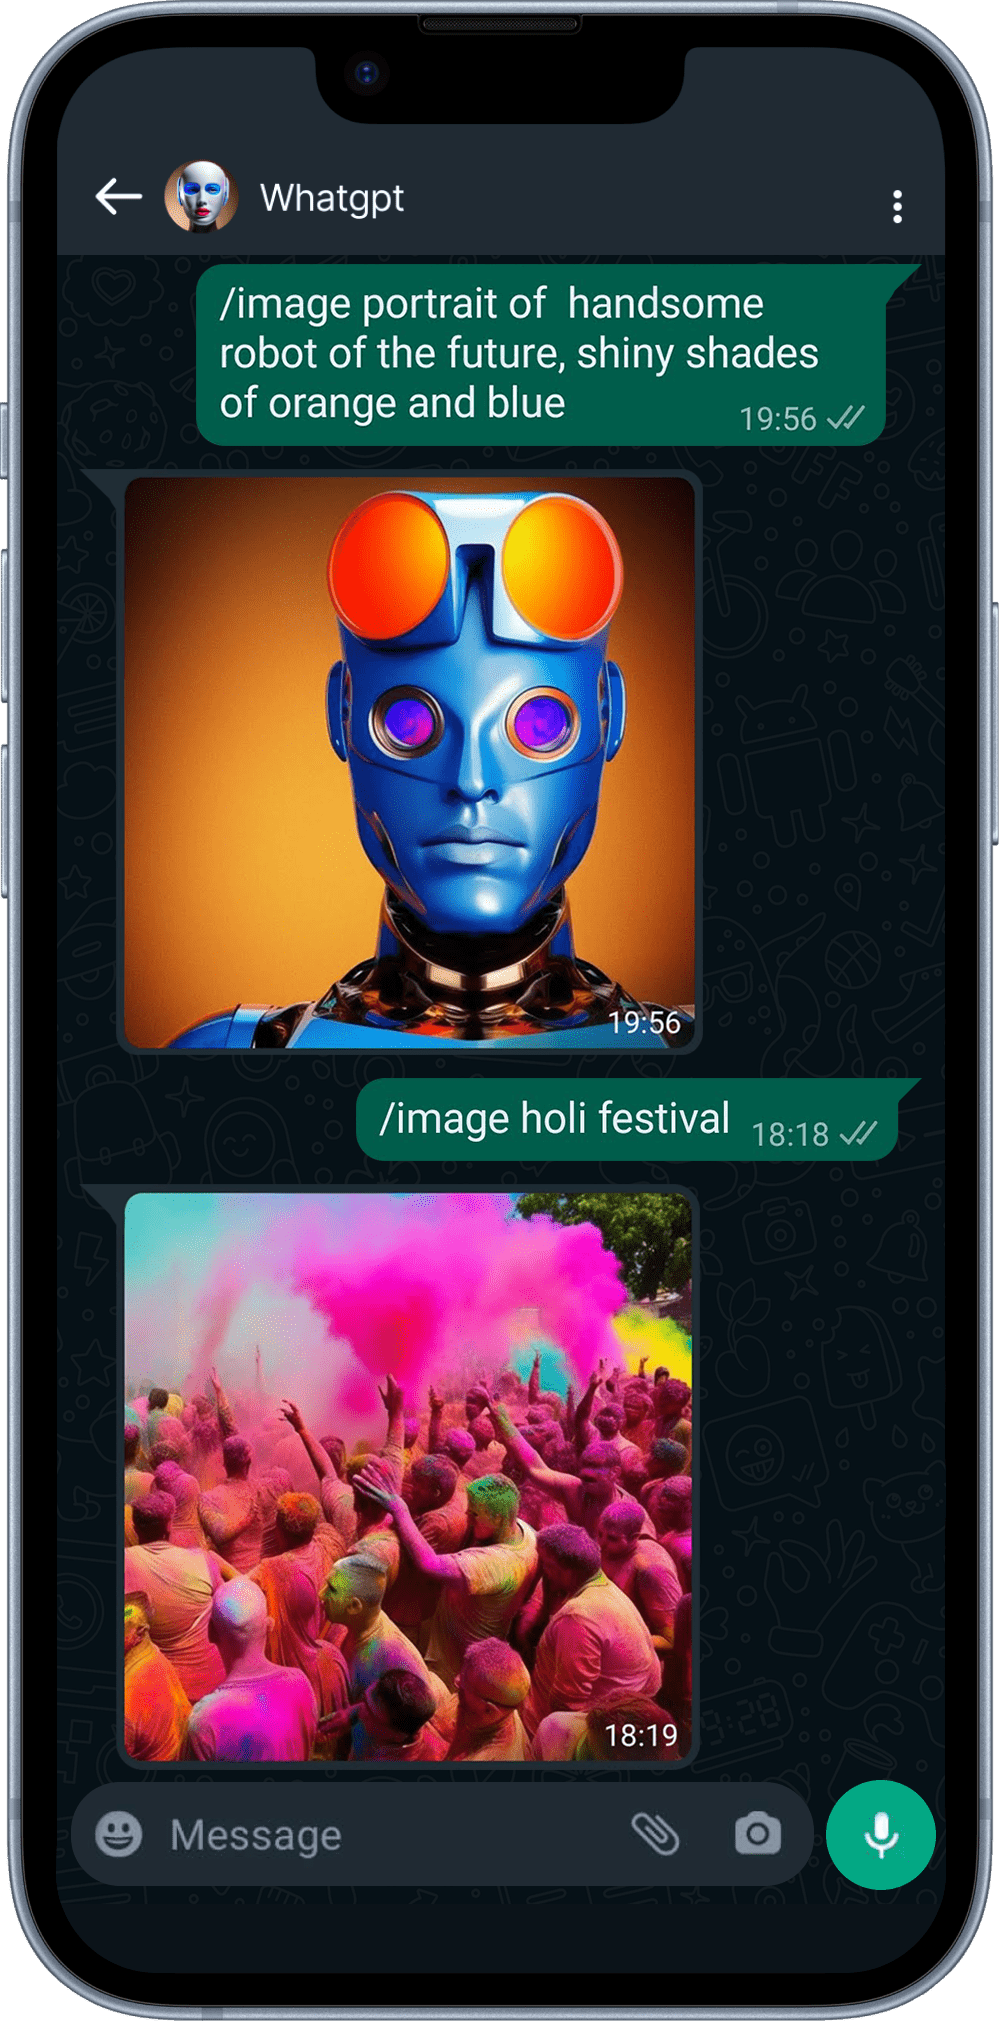 Whatgpt
/image portrait of  handsome
robot of the future, shiny shades
of orange and blue
19:56
19:56
/image holi festival 18:18
18:19
Message